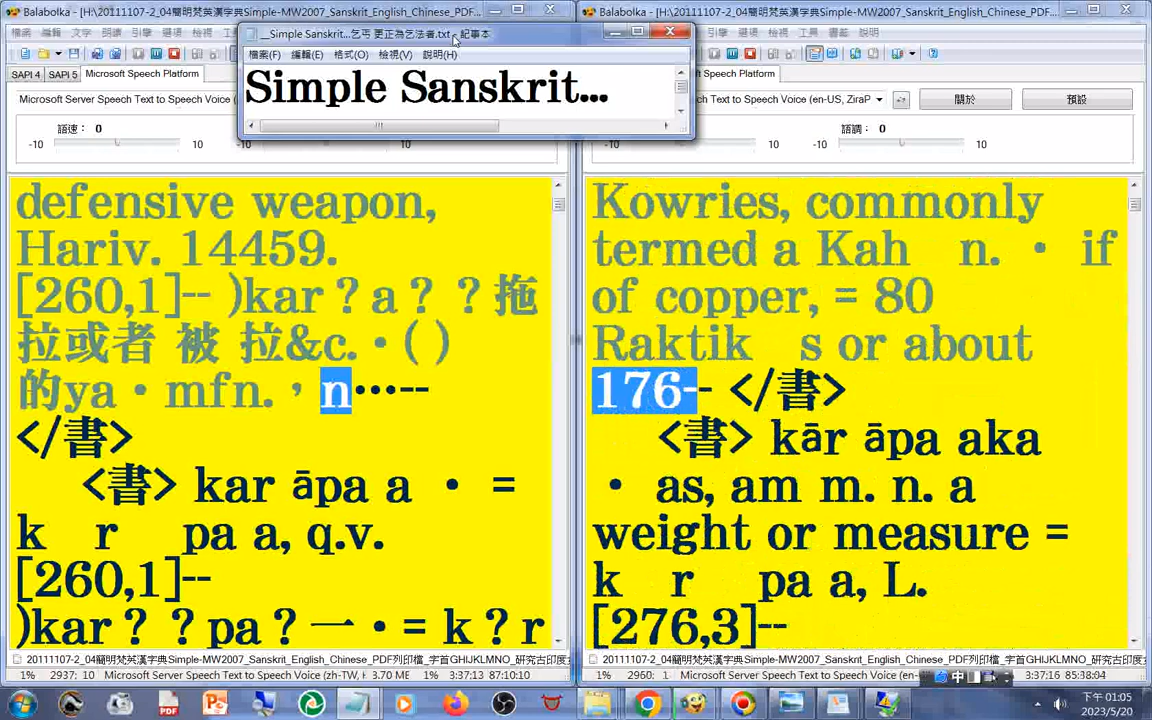 Balabolka - [H:\20111107-2_04簡明梵英漢字典Simple-MW2007_Sanskrit_English_Chinese_PDF...
Balabolka - [H:\20111107-2_04簡明梵英漢字典Simple-MW2007_Sanskrit_English_Chinese_PDF...
__Simple Sanskrit...乞丐 更正為乞法者.txt - 記事本
檔案(F) 編輯(E) 格式(O) 檢視(V) 說明(H)
Simple Sanskrit...
SAPI 4 SAPI 5 Microsoft Speech Platform
Speech Platform
Microsoft Server Speech Text to Speech Voice
Text to Speech Voice (en-US, ZiraP
關於
預設
語速： 0
-10 10 -10 10
語調： 0
-10 10 -10 10
defensive weapon,
Hariv. 14459.
[260,1]-- )kar？a？？拖
拉或者 被 拉&c.・( )
的ya・mfn.，n…--
</書>
<書> kar āpa a ・ =
k r pa a, q.v.
[260,1]--
)kar？？pa？一・= k？r
Kowries, commonly
termed a Kah n.・ if
of copper, = 80
Raktik s or about
176-- </書>
<書> kār āpa aka
・ as, am m. n. a
weight or measure =
k r pa a, L.
[276,3]--
20111107-2_04簡明梵英漢字典Simple-MW2007_Sanskrit_English_Chinese_PDF列印檔_字首GHIJKLMNO_研究古印度
20111107-2_04簡明梵英漢字典Simple-MW2007_Sanskrit_English_Chinese_PDF列印檔_字首GHIJKLMNO_研究古印度
1% 2937: 10 Microsoft Server Speech Text to Speech Voice (zh-TW, 3.70 ME 1% 3:37:13 87:10:10
1% 2960: 1 Microsoft Server Speech Text to Speech 3:37:16 85:38:04
中
下午 01:05
2023/5/20